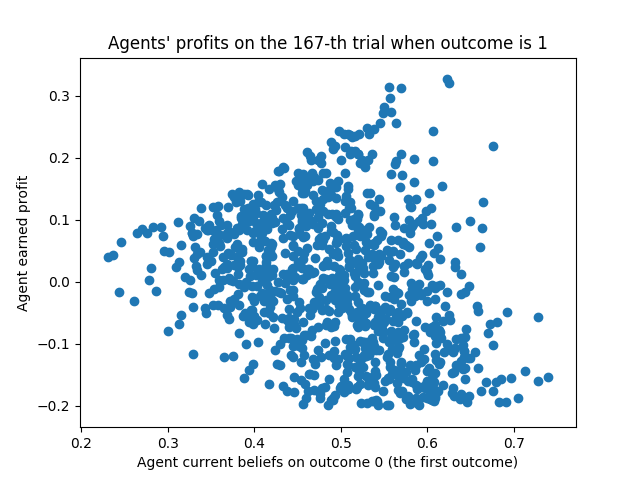 Agents' profits on the 167-th trial when outcome is 1
Agent earned profit
0.3
0.2
0.1
0.0
−0.1
−0.2
0.2 0.3 0.4 0.5 0.6 0.7
Agent current beliefs on outcome 0 (the first outcome)